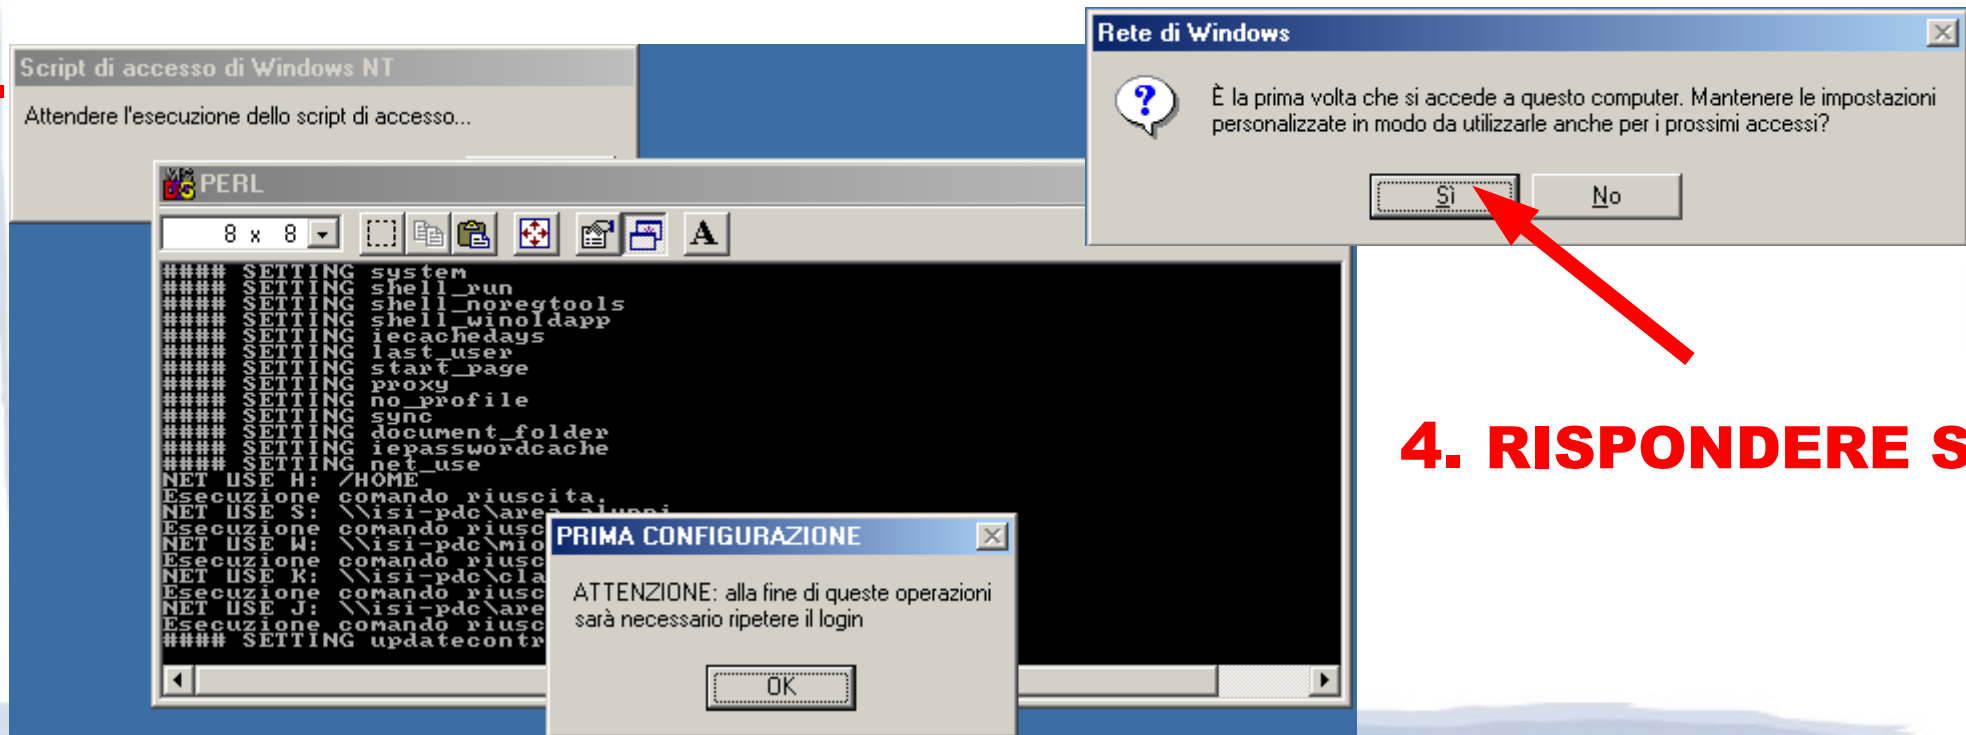 Script di accesso di Windows NT
Attendere l'esecuzione dello script di accesso...
Rete di Windows
È la prima volta che si accede a questo computer. Mantenere le impostazioni
personalizzate in modo da utilizzarle anche per i prossimi accessi?
Sì
No
PERL
8 x 8
A
#### SETTING system
#### SETTING shell_run
#### SETTING shell_noregtools
#### SETTING shell_winoldapp
#### SETTING iecachedays
#### SETTING last_user
#### SETTING start_page
#### SETTING proxy
#### SETTING no_profile
#### SETTING sync
#### SETTING document_folder
#### SETTING iepasswordcache
#### SETTING net_use
NET USE H: /HOME
Esecuzione comando riuscita.
NET USE S: \\isi-pdc\area_alunni
Esecuzione comando riusc
NET USE W: \\isi-pdc\mio
Esecuzione comando riusc
NET USE K: \\isi-pdc\cla
Esecuzione comando riusc
NET USE J: \\isi-pdc\are
Esecuzione comando riusc
#### SETTING updatecontr
PRIMA CONFIGURAZIONE
ATTENZIONE: alla fine di queste operazioni
sarà necessario ripetere il login
OK
4. RISPONDERE S